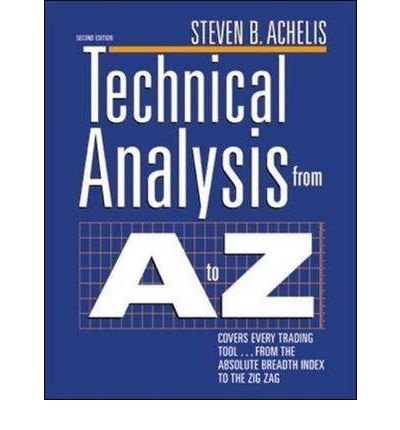 SECOND EDITION
STEVEN B. ACHELIS
Technical
Analysis from
A to Z
COVERS EVERY TRADING
TOOL...FROM THE
ABSOLUTE BREADTH INDEX
TO THE ZIG ZAG